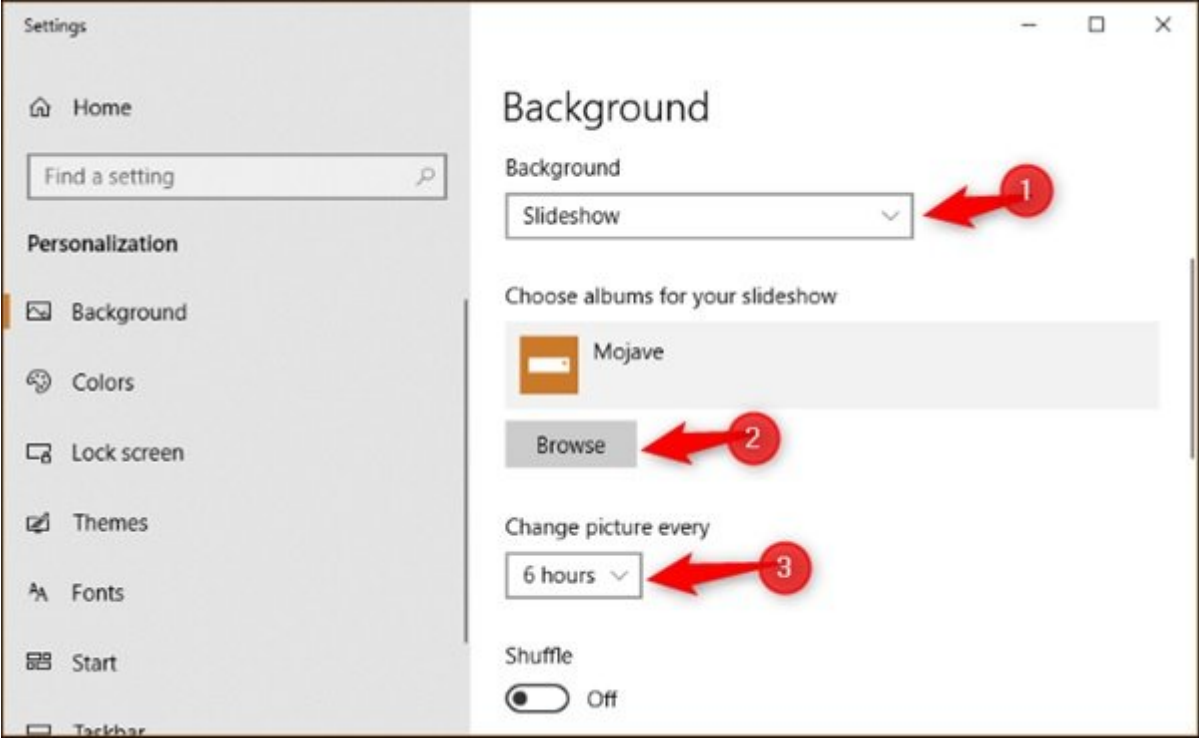 Settings
Home
Find a setting
Personalization
Background
Colors
Lock screen
Themes
Fonts
Start
Taskbar
Background
Background
Slideshow
1
Choose albums for your slideshow
Mojave
Browse
2
Change picture every
6 hours
3
Shuffle
Off